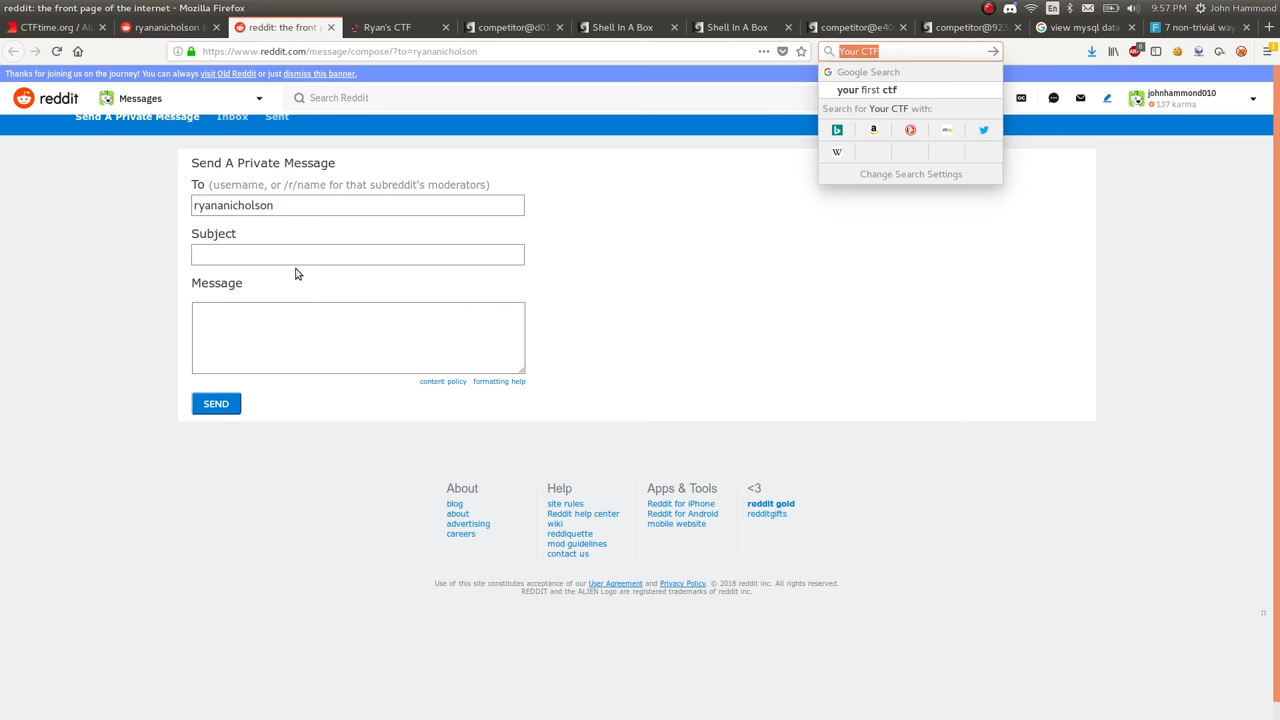 reddit: the front page of the internet - Mozilla Firefox
En
9:57 PM
John Hammond
CTFtime.org / Al
ryananicholson (
reddit: the front
Ryan's CTF
competitor@d01
Shell In A Box
Shell In A Box
competitor@e40
competitor@923
view mysql data
7 non-trivial way
https://www.reddit.com/message/compose/?to=ryananicholson
Your CTF
Thanks for joining us on the journey! You can always visit Old Reddit or just dismiss this banner.
Google Search
your first ctf
Search for Your CTF with:
Change Search Settings
reddit
Messages
Search Reddit
johnhammond010
137 karma
Send A Private Message
Inbox
Sent
Send A Private Message
To (username, or /r/name for that subreddit's moderators)
ryananicholson
Subject
Message
content policy
formatting help
SEND
About
blog
about
advertising
careers
Help
site rules
Reddit help center
wiki
reddiquette
mod guidelines
contact us
Apps & Tools
Reddit for iPhone
Reddit for Android
mobile website
<3
reddit gold
redditgifts
Use of this site constitutes acceptance of our User Agreement and Privacy Policy. © 2018 reddit inc. All rights reserved.
REDDIT and the ALIEN Logo are registered trademarks of reddit inc.
π